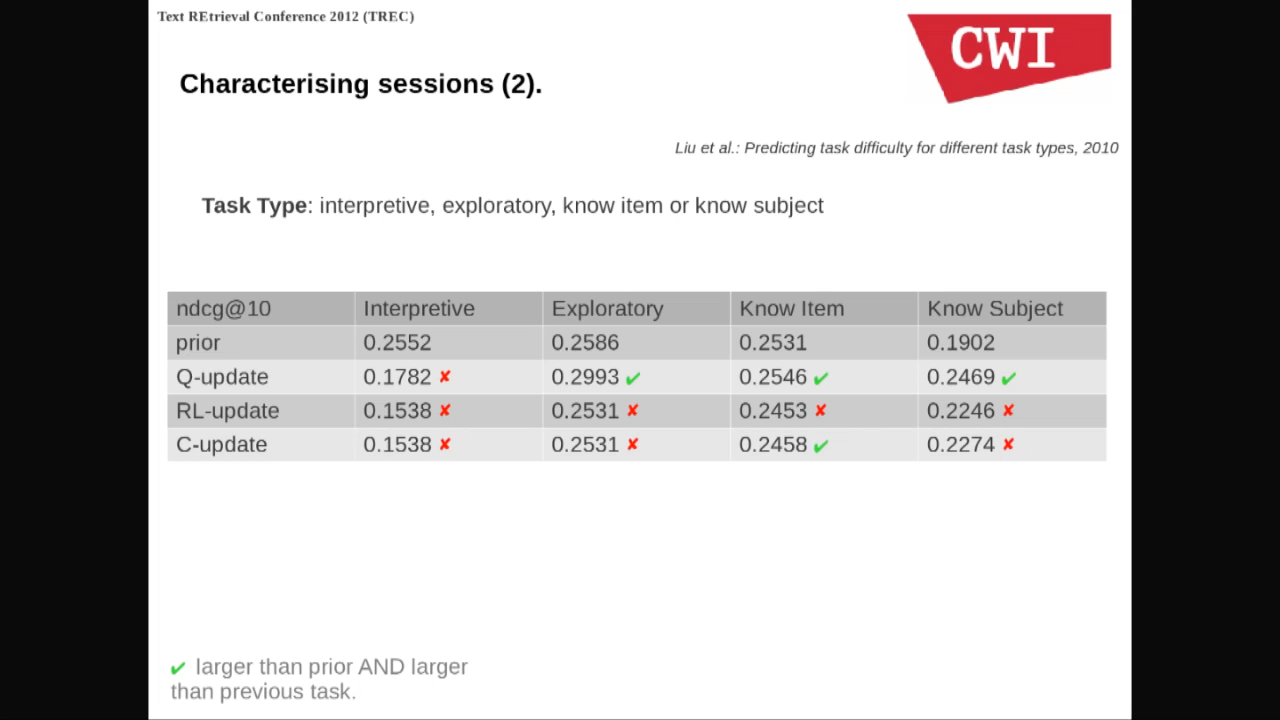 Text REtrieval Conference 2012 (TREC)
CWI
Characterising sessions (2).
Liu et al.: Predicting task difficulty for different task types, 2010
Task Type: interpretive, exploratory, know item or know subject
ndcg@10 Interpretive Exploratory Know Item Know Subject
prior 0.2552 0.2586 0.2531 0.1902
Q-update 0.1782 ✘ 0.2993 ✔ 0.2546 ✔ 0.2469 ✔
RL-update 0.1538 ✘ 0.2531 ✘ 0.2453 ✘ 0.2246 ✘
C-update 0.1538 ✘ 0.2531 ✘ 0.2458 ✔ 0.2274 ✘
✔ larger than prior AND larger
than previous task.